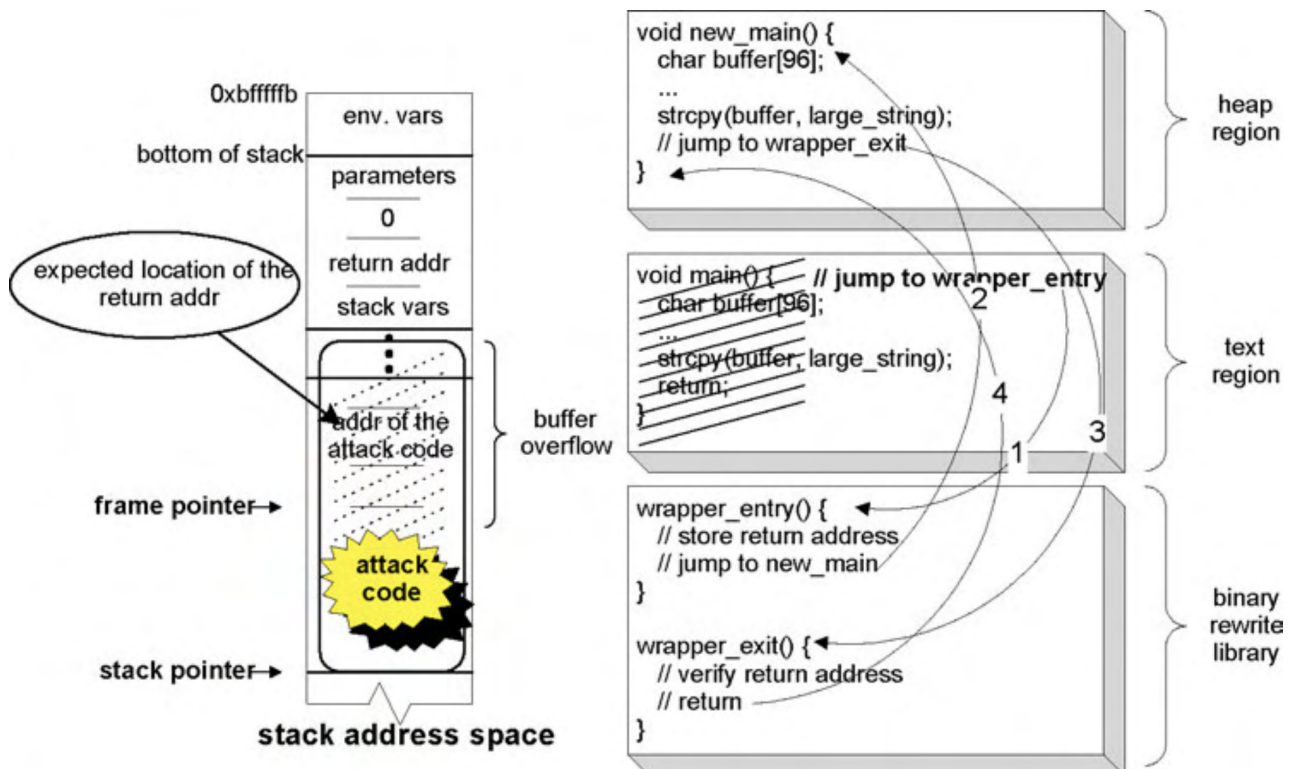 0xbfffffb
env. vars
bottom of stack
parameters
0
expected location of the
return addr
return addr
stack vars
addr of the
attack code
buffer
overflow
frame pointer
attack
code
stack pointer
stack address space
void new_main() {
char buffer[96];
...
strcpy(buffer, large_string);
// jump to wrapper_exit
}
heap
region
void main() { // jump to wrapper_entry
char buffer[96];
...
strcpy(buffer, large_string);
return;
}
2
4
3
1
text
region
wrapper_entry() {
// store return address
// jump to new_main
}
wrapper_exit() {
// verify return address
// return
}
binary
rewrite
library